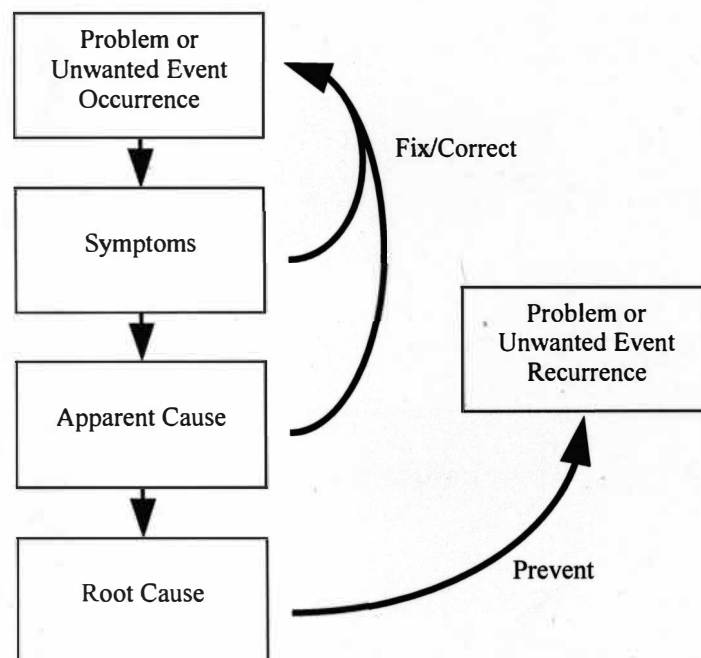 Problem or
Unwanted Event
Occurrence
Fix/Correct
Symptoms
Problem or
Unwanted Event
Recurrence
Apparent Cause
Prevent
Root Cause